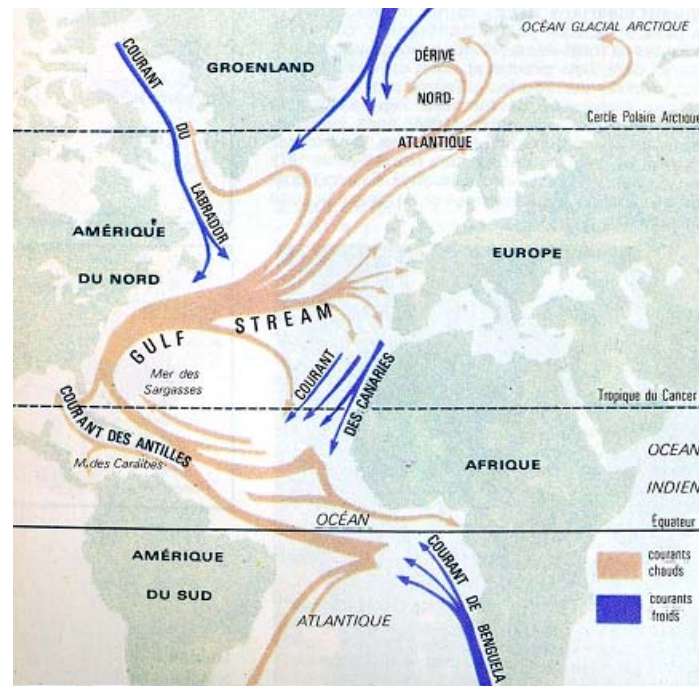 OCÉAN GLACIAL ARCTIQUE
COURANT
DU
LABRADOR
GROENLAND
DÉRIVE
NORD-
ATLANTIQUE
Cercle Polaire Arctique
AMÉRIQUE
DU NORD
EUROPE
GULF STREAM
Mer des
Sargasses
COURANT
DES CANARIES
Tropique du Cancer
COURANT DES ANTILLES
M. des Caraïbes
AFRIQUE
OCEAN
INDIEN
OCÉAN
Equateur
AMÉRIQUE
DU SUD
ATLANTIQUE
COURANT DE BENGUELA
courants
chauds
courants
froids